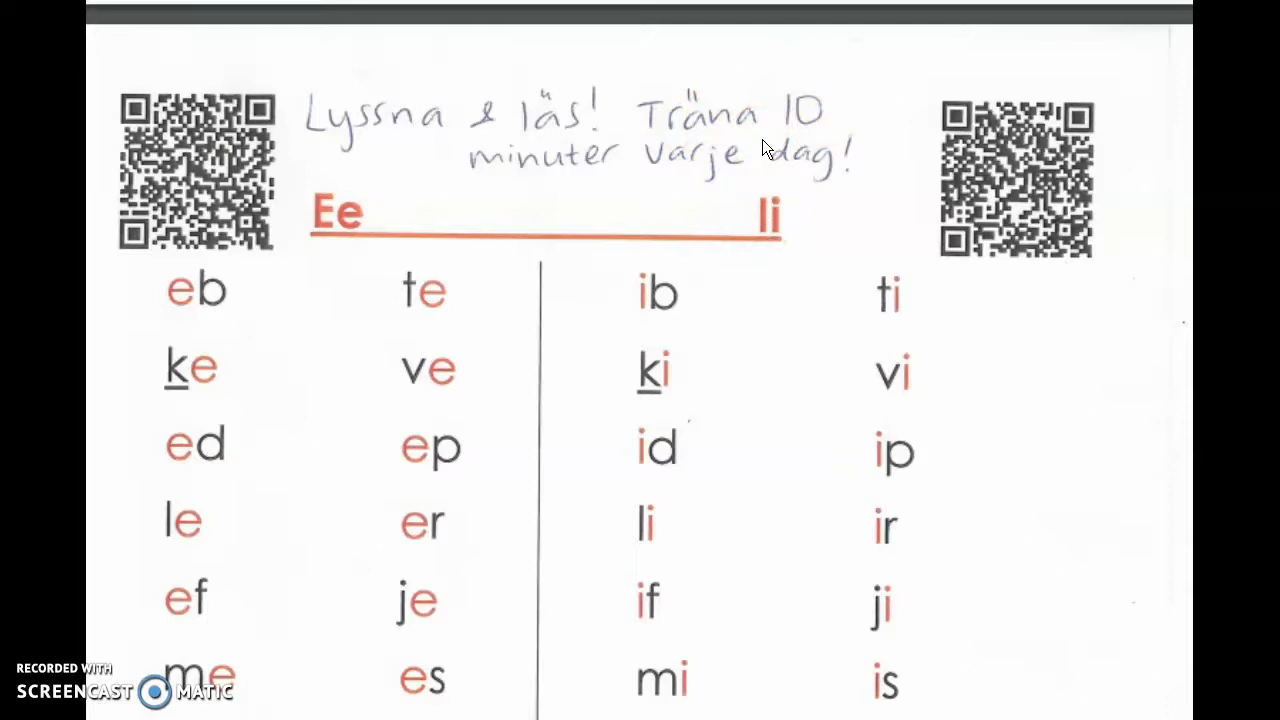 Lyssna & läs! Träna 10
minuter varje dag!
Ee Ii
eb te ib ti
ke ve ki vi
ed ep id ip
le er li ir
ef je if ji
me es mi is
RECORDED WITH
SCREENCAST MATIC